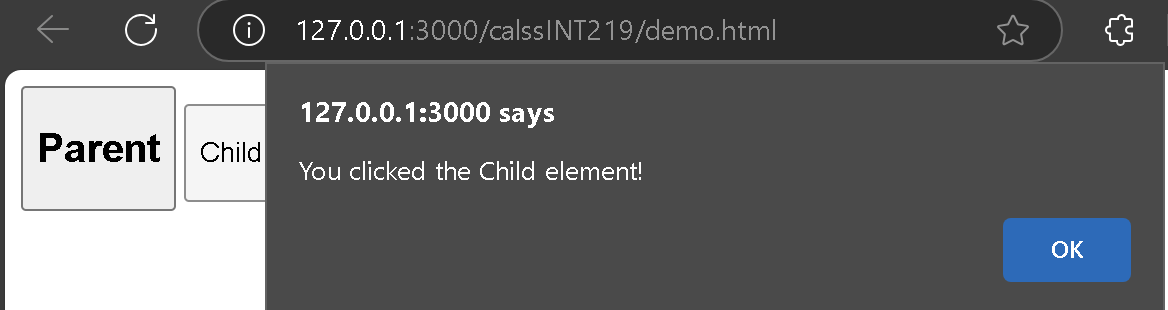 127.0.0.1:3000/calssINT219/demo.html
127.0.0.1:3000 says
Parent
Child
You clicked the Child element!
OK